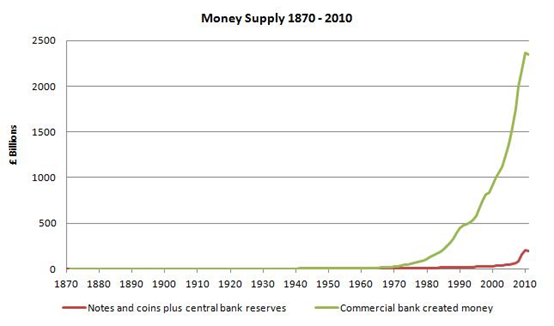 Money Supply 1870 - 2010
2500
2000
1500
1000
500
0
£ Billions
1870 1880 1890 1900 1910 1920 1930 1940 1950 1960 1970 1980 1990 2000 2010
Notes and coins plus central bank reserves Commercial bank created money